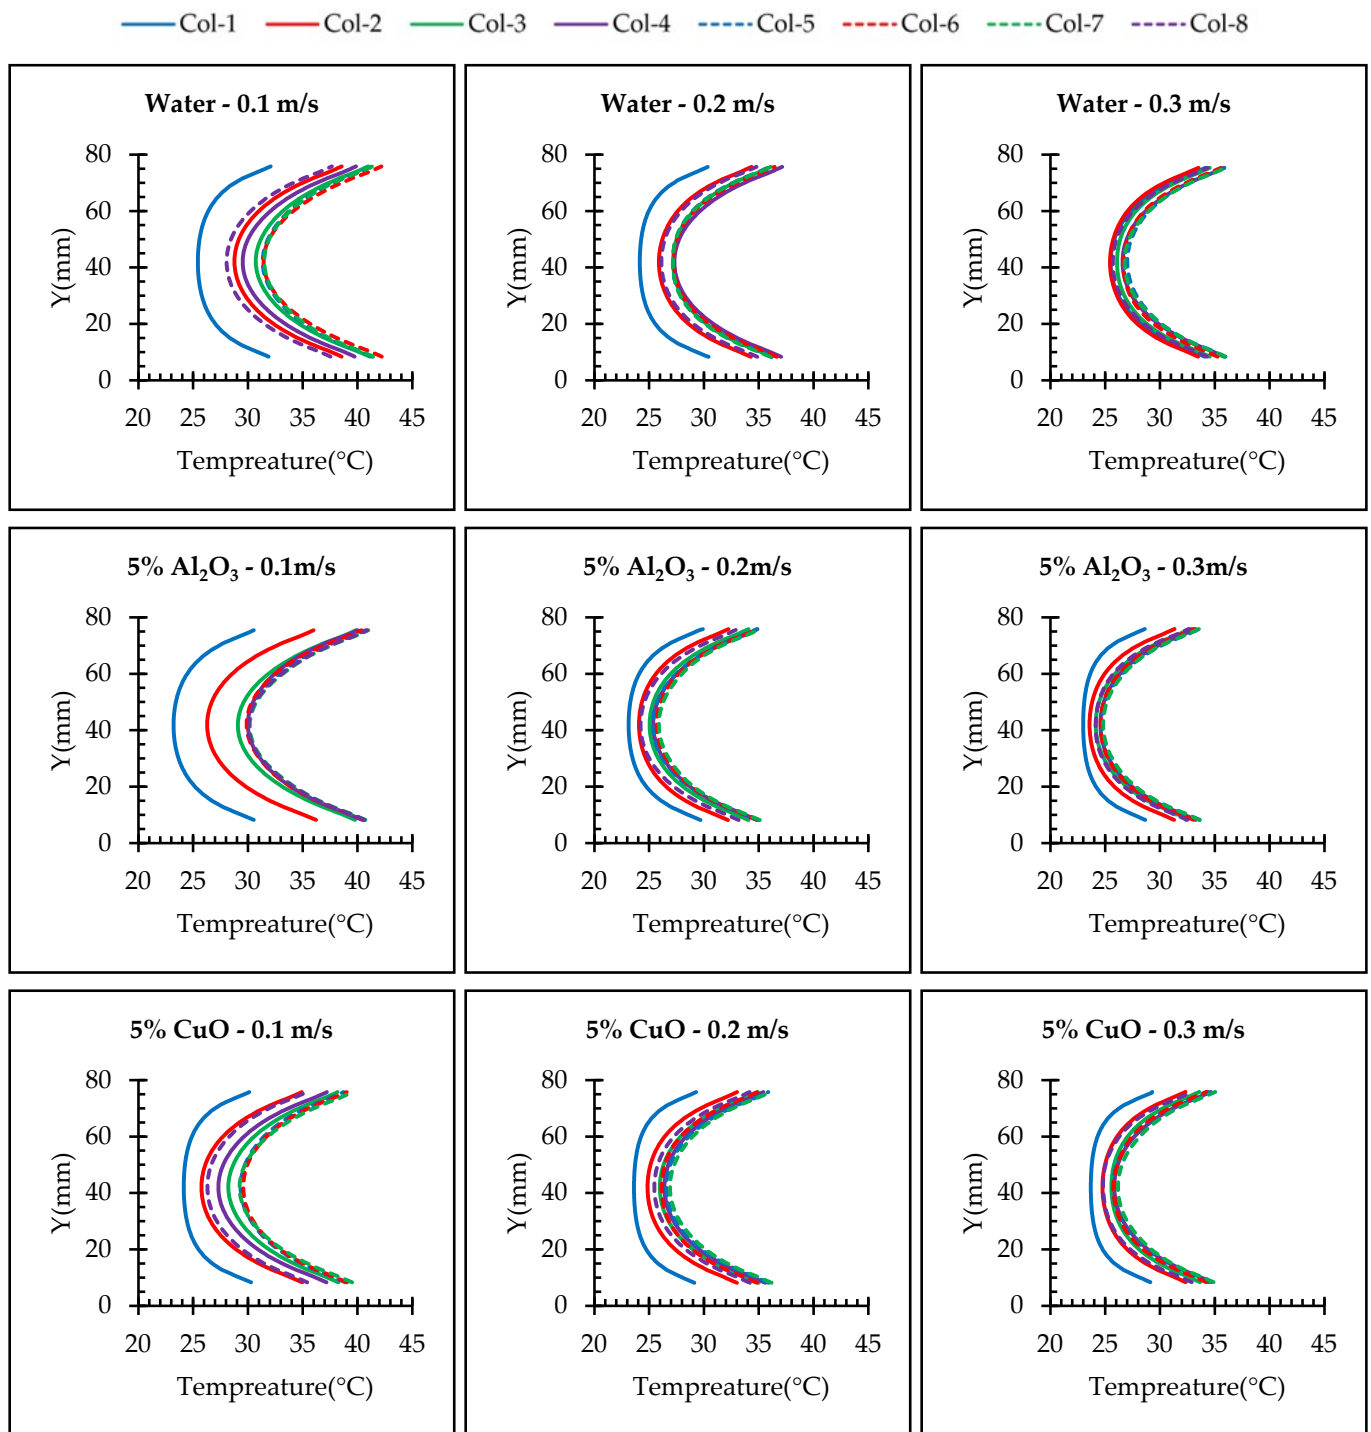 Col-1 Col-2 Col-3 Col-4 Col-5 Col-6 Col-7 Col-8
Water - 0.1 m/s
80
60
40
20
0
Y(mm)
20 25 30 35 40 45
Tempreature(°C)
Water - 0.2 m/s
80
60
40
20
0
Y(mm)
20 25 30 35 40 45
Tempreature(°C)
Water - 0.3 m/s
80
60
40
20
0
Y(mm)
20 25 30 35 40 45
Tempreature(°C)
5% Al₂O₃ - 0.1m/s
80
60
40
20
0
Y(mm)
20 25 30 35 40 45
Tempreature(°C)
5% Al₂O₃ - 0.2m/s
80
60
40
20
0
Y(mm)
20 25 30 35 40 45
Tempreature(°C)
5% Al₂O₃ - 0.3m/s
80
60
40
20
0
Y(mm)
20 25 30 35 40 45
Tempreature(°C)
5% CuO - 0.1 m/s
80
60
40
20
0
Y(mm)
20 25 30 35 40 45
Tempreature(°C)
5% CuO - 0.2 m/s
80
60
40
20
0
Y(mm)
20 25 30 35 40 45
Tempreature(°C)
5% CuO - 0.3 m/s
80
60
40
20
0
Y(mm)
20 25 30 35 40 45
Tempreature(°C)